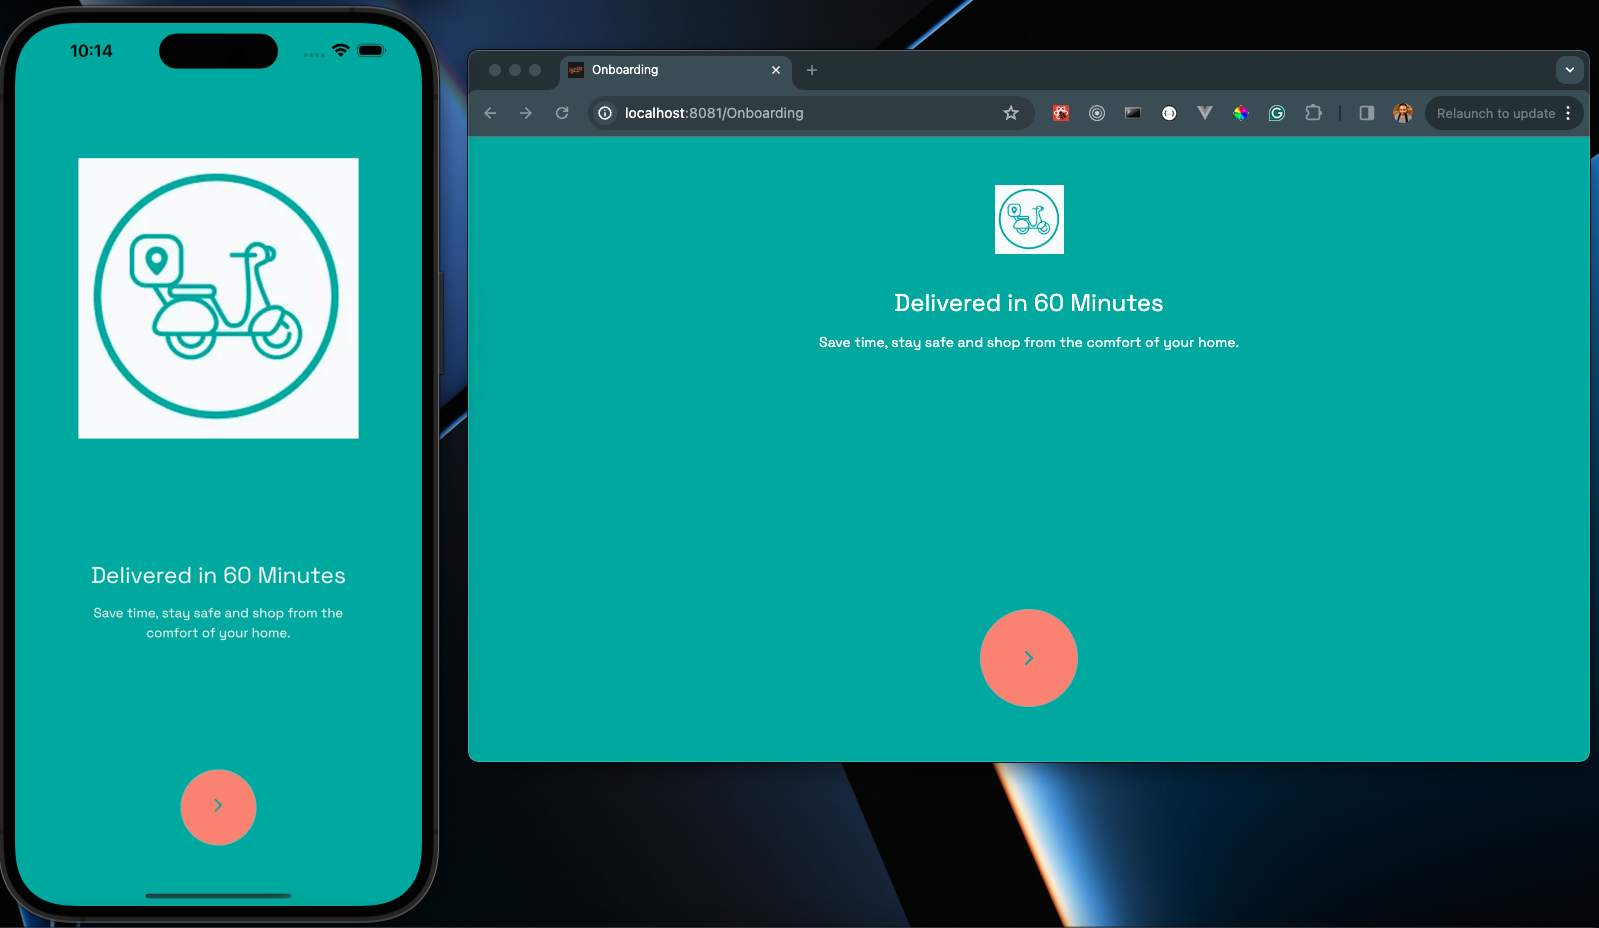 10:14
Delivered in 60 Minutes
Save time, stay safe and shop from the
comfort of your home.
Onboarding
localhost:8081/Onboarding
Relaunch to update
Delivered in 60 Minutes
Save time, stay safe and shop from the comfort of your home.